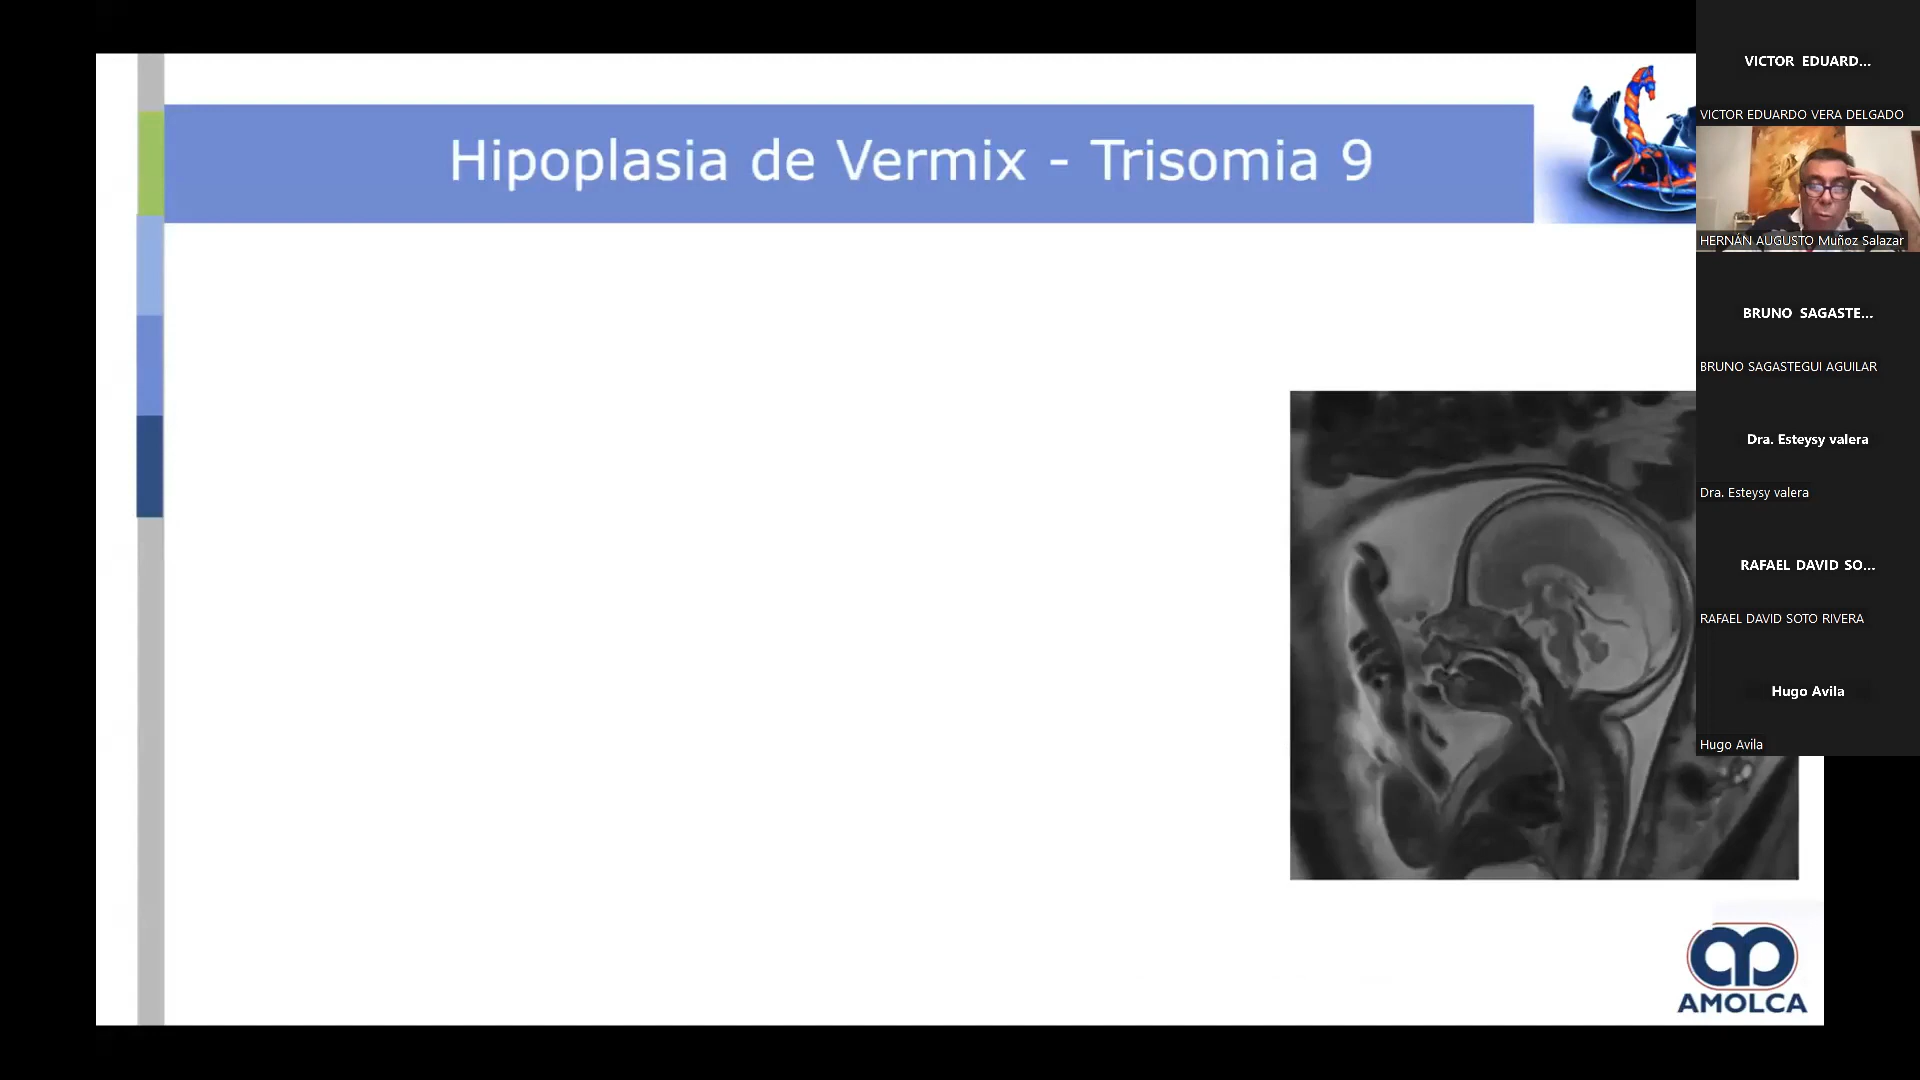 Hipoplasia de Vermix - Trisomia 9
VICTOR EDUARD...
VICTOR EDUARDO VERA DELGADO
HERNÁN AUGUSTO Muñoz Salazar
BRUNO SAGASTE...
BRUNO SAGASTEGUI AGUILAR
Dra. Esteysy valera
Dra. Esteysy valera
RAFAEL DAVID SO...
RAFAEL DAVID SOTO RIVERA
Hugo Avila
Hugo Avila
AMOLCA